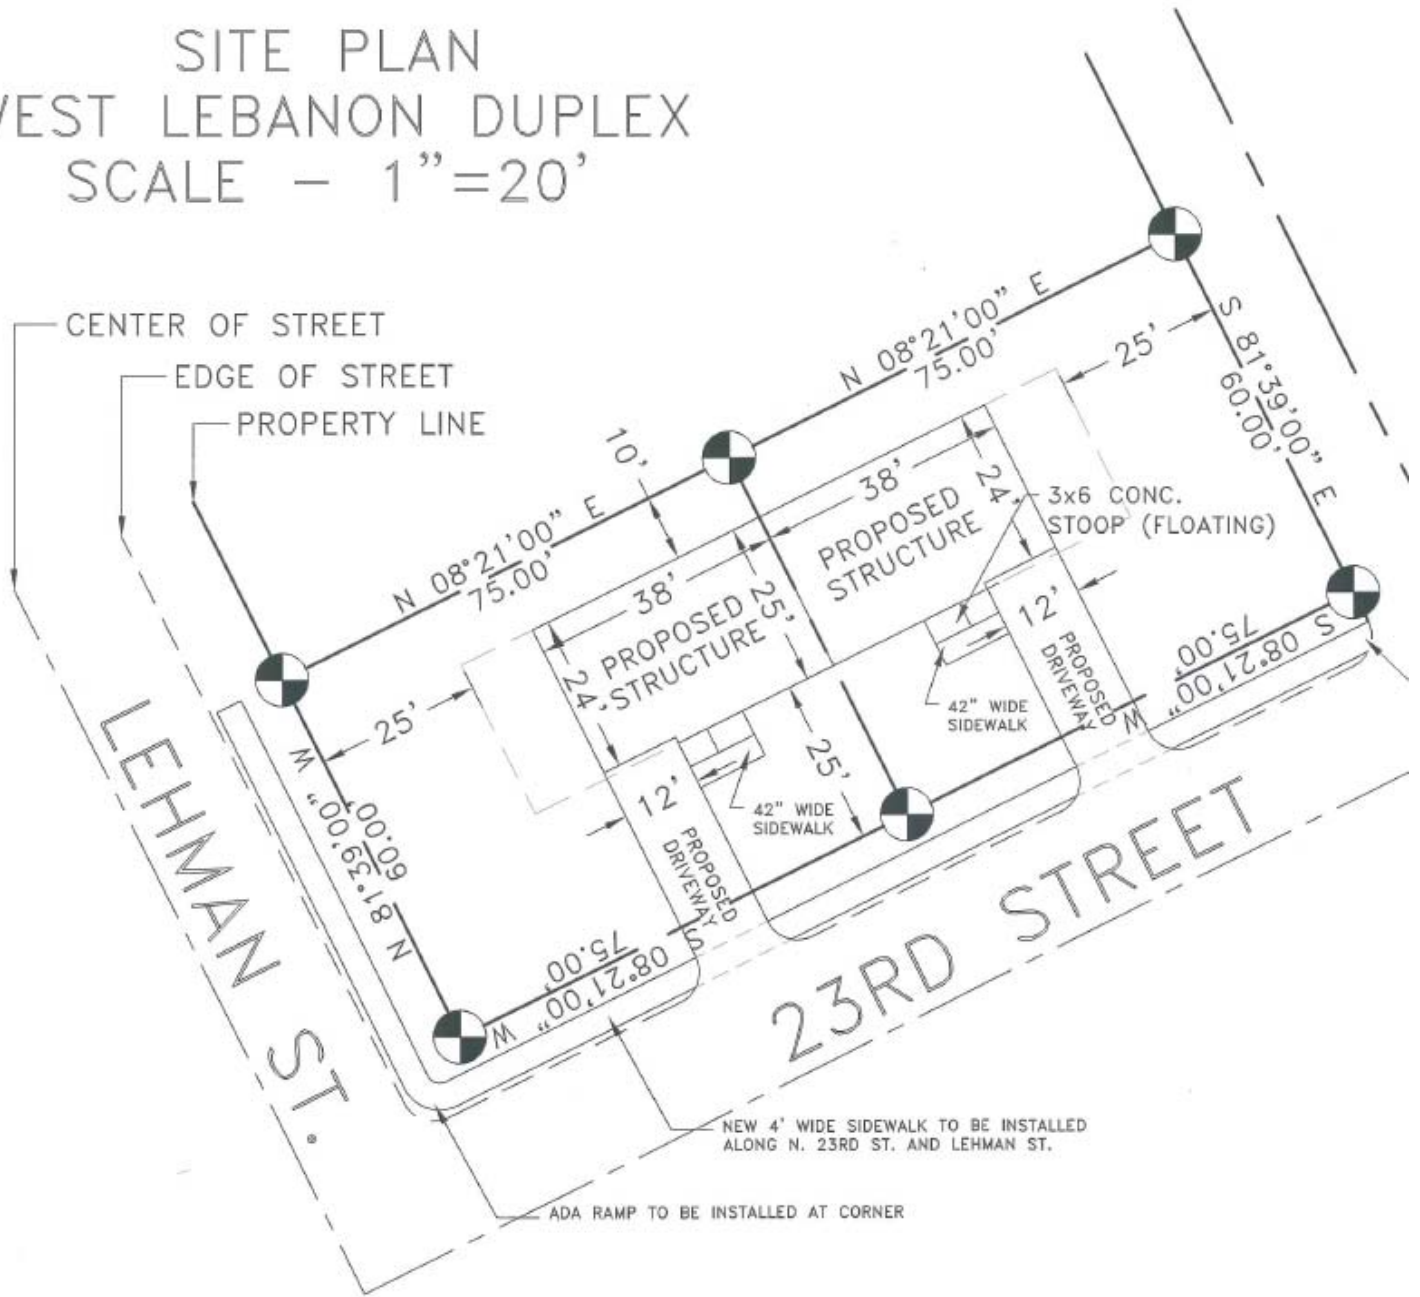 SITE PLAN
WEST LEBANON DUPLEX
SCALE - 1"=20'
CENTER OF STREET
EDGE OF STREET
PROPERTY LINE
N 08°21'00" E
75.00'
N 08°21'00" E
75.00'
S 81°39'00" E
60.00'
25'
10'
38'
24'
PROPOSED
STRUCTURE
3x6 CONC.
STOOP (FLOATING)
38'
25'
24'
PROPOSED
STRUCTURE
12'
PROPOSED
DRIVEWAY
42" WIDE
SIDEWALK
S 08°21'00" W
75.00'
25'
25'
12'
PROPOSED
DRIVEWAY
42" WIDE
SIDEWALK
N 81°39'00" W
60.00'
S 08°21'00" W
75.00'
LEHMAN ST.
23RD STREET
NEW 4' WIDE SIDEWALK TO BE INSTALLED
ALONG N. 23RD ST. AND LEHMAN ST.
ADA RAMP TO BE INSTALLED AT CORNER